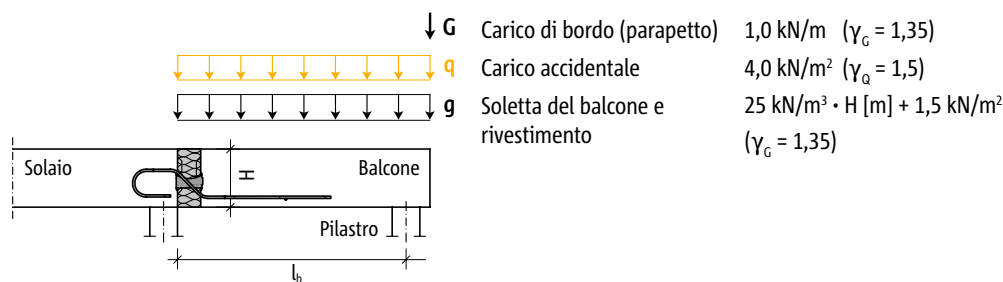 G Carico di bordo (parapetto) 1,0 kN/m (γG = 1,35)
q Carico accidentale 4,0 kN/m² (γQ = 1,5)
g Soletta del balcone e 25 kN/m³ · H [m] + 1,5 kN/m²
rivestimento (γG = 1,35)
Solaio H Balcone
Pilastro
lb